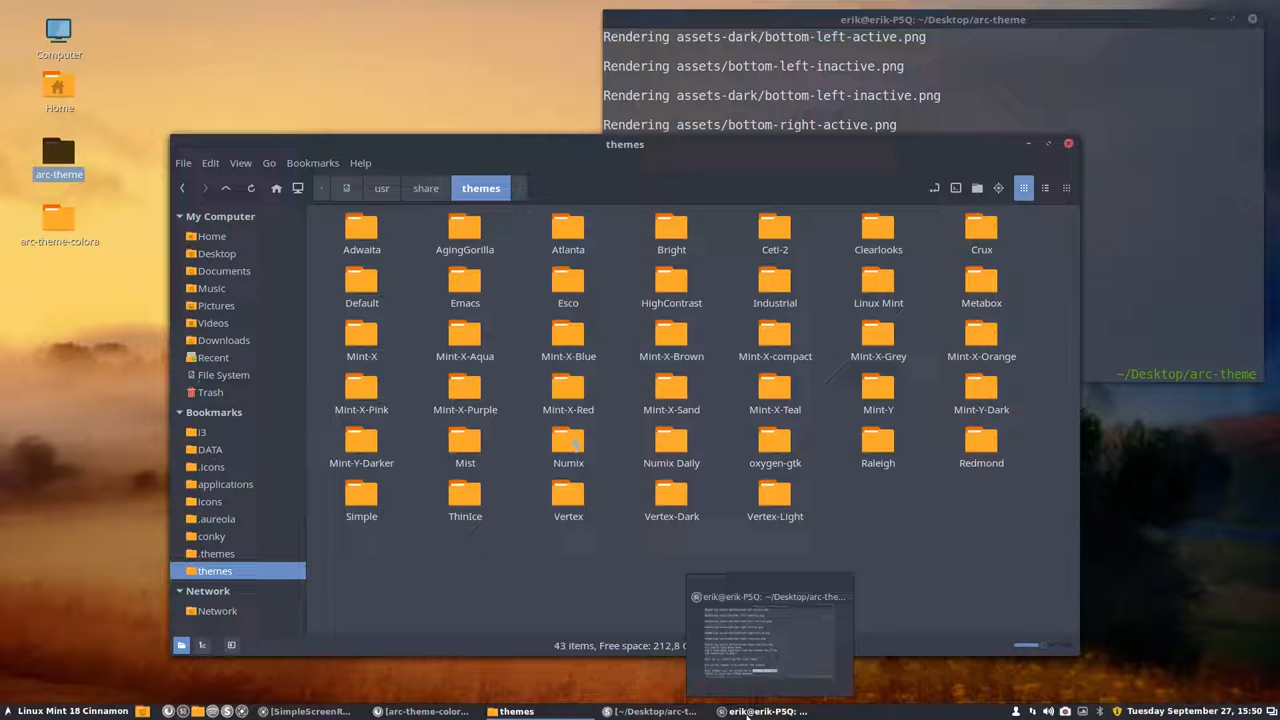 Computer
Home
arc-theme
arc-theme-colora
erik@erik-P5Q: ~/Desktop/arc-theme
Rendering assets-dark/bottom-left-active.png
Rendering assets/bottom-left-inactive.png
Rendering assets-dark/bottom-left-inactive.png
Rendering assets/bottom-right-active.png
~/Desktop/arc-theme
themes
File Edit View Go Bookmarks Help
usr share themes
My Computer
Home
Desktop
Documents
Music
Pictures
Videos
Downloads
Recent
File System
Trash
Bookmarks
I3
DATA
.icons
applications
Icons
.aureola
conky
.themes
themes
Network
Network
Adwaita AgingGorilla Atlanta Bright Ceti-2 Clearlooks Crux
Default Emacs Esco HighContrast Industrial Linux Mint Metabox
Mint-X Mint-X-Aqua Mint-X-Blue Mint-X-Brown Mint-X-compact Mint-X-Grey Mint-X-Orange
Mint-X-Pink Mint-X-Purple Mint-X-Red Mint-X-Sand Mint-X-Teal Mint-Y Mint-Y-Dark
Mint-Y-Darker Mist Numix Numix Daily oxygen-gtk Raleigh Redmond
Simple ThinIce Vertex Vertex-Dark Vertex-Light
43 items, Free space: 212,8
erik@erik-P5Q: ~/Desktop/arc-the...
Linux Mint 18 Cinnamon [SimpleScreenR... [arc-theme-color... themes [~/Desktop/arc-t... erik@erik-P5Q: ... Tuesday September 27, 15:50